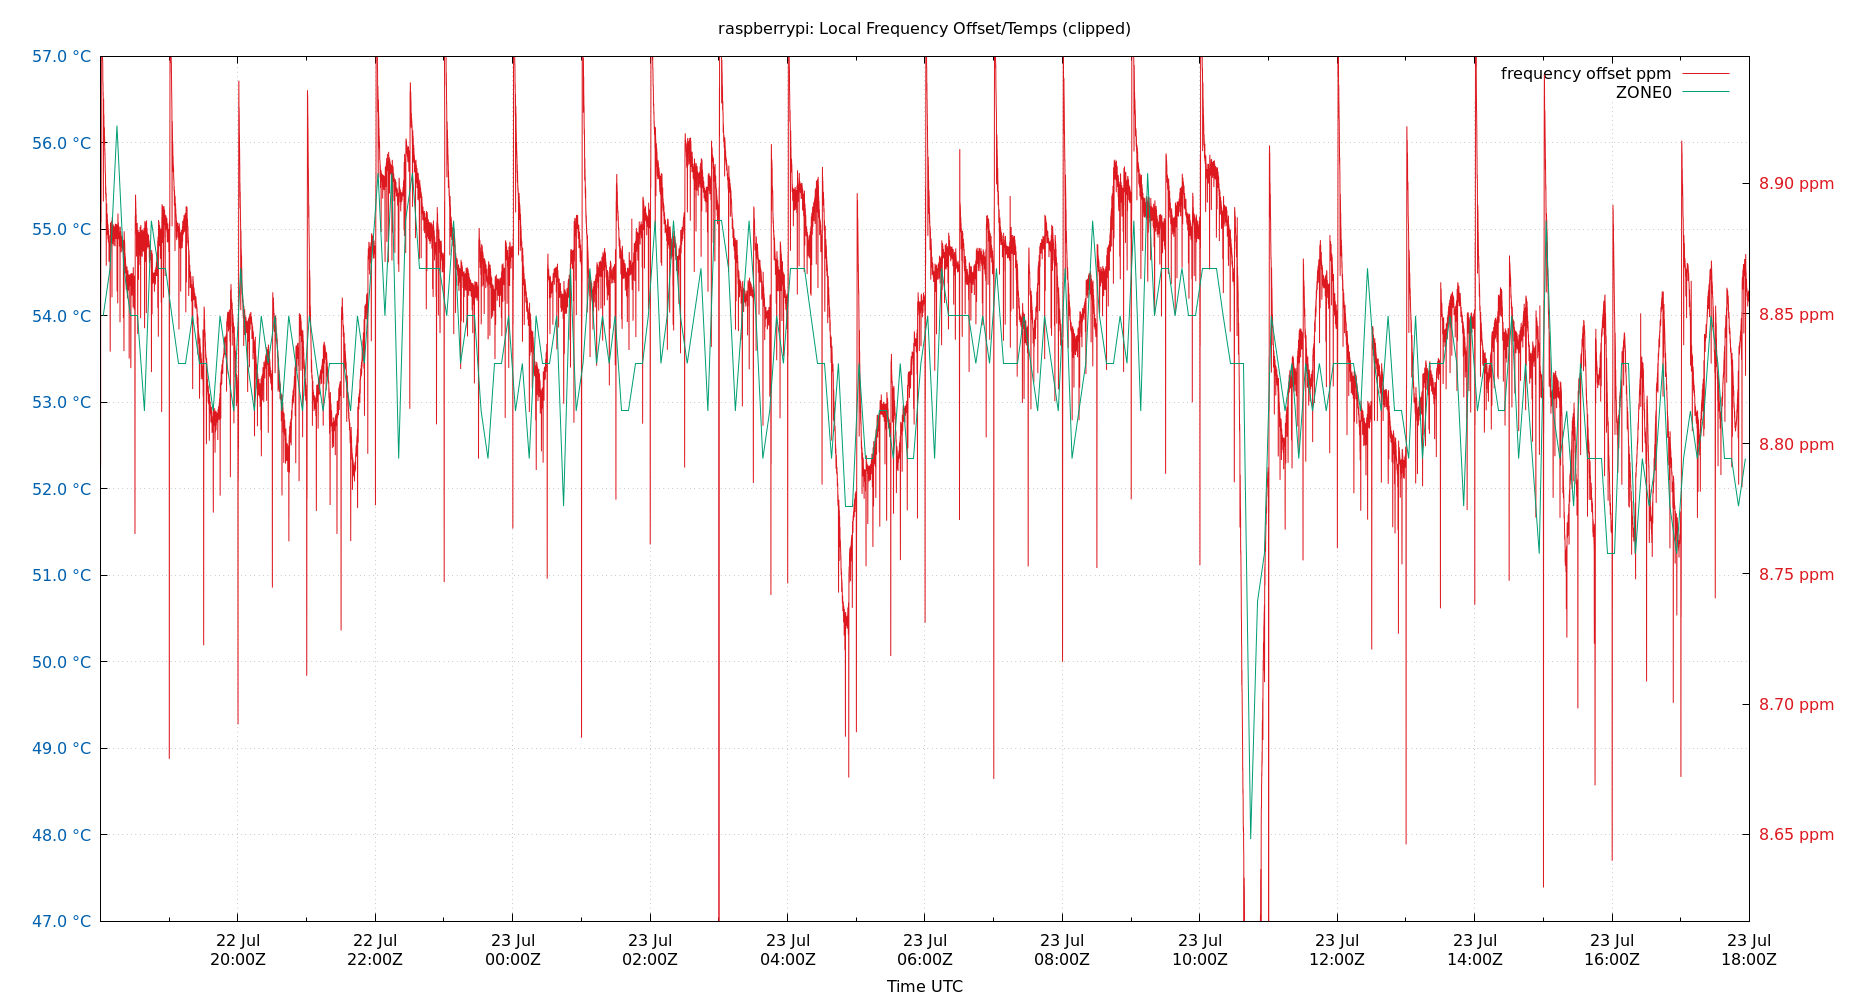 raspberrypi: Local Frequency Offset/Temps (clipped)
frequency offset ppm
ZONE0
57.0 °C
56.0 °C
55.0 °C
54.0 °C
53.0 °C
52.0 °C
51.0 °C
50.0 °C
49.0 °C
48.0 °C
47.0 °C
8.90 ppm
8.85 ppm
8.80 ppm
8.75 ppm
8.70 ppm
8.65 ppm
22 Jul
20:00Z
22 Jul
22:00Z
23 Jul
00:00Z
23 Jul
02:00Z
23 Jul
04:00Z
23 Jul
06:00Z
23 Jul
08:00Z
23 Jul
10:00Z
23 Jul
12:00Z
23 Jul
14:00Z
23 Jul
16:00Z
23 Jul
18:00Z
Time UTC